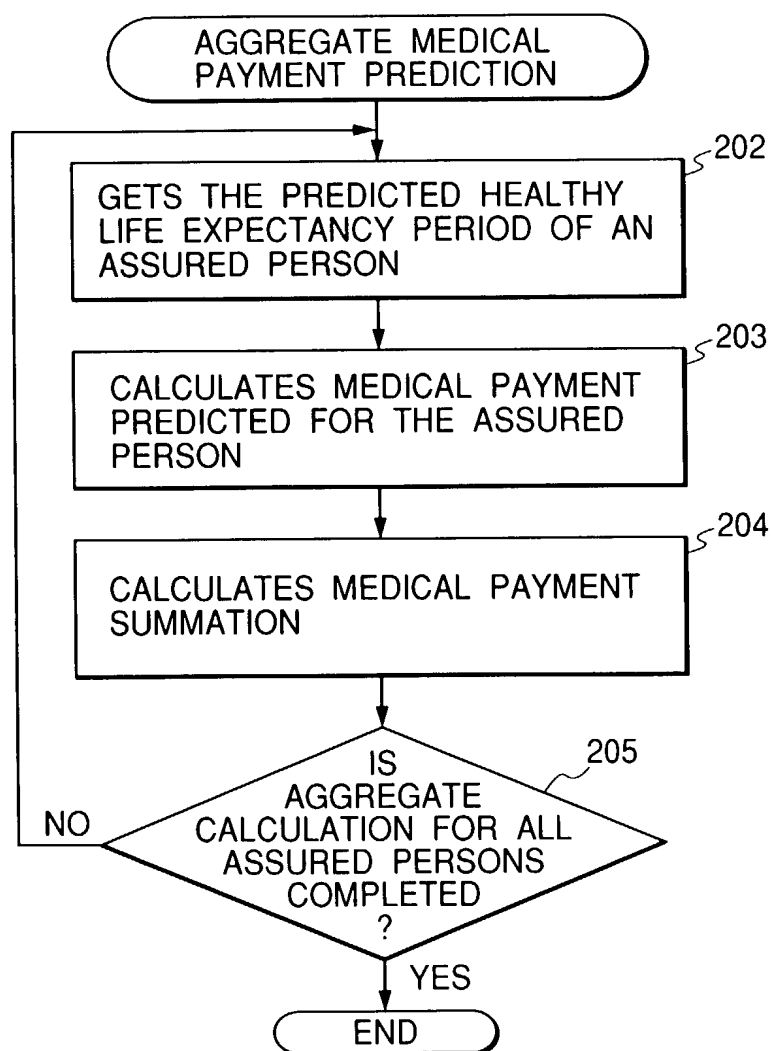 AGGREGATE MEDICAL
PAYMENT PREDICTION
202
GETS THE PREDICTED HEALTHY
LIFE EXPECTANCY PERIOD OF AN
ASSURED PERSON
203
CALCULATES MEDICAL PAYMENT
PREDICTED FOR THE ASSURED
PERSON
204
CALCULATES MEDICAL PAYMENT
SUMMATION
205
IS
AGGREGATE
CALCULATION FOR ALL
ASSURED PERSONS
COMPLETED
?
NO
YES
END